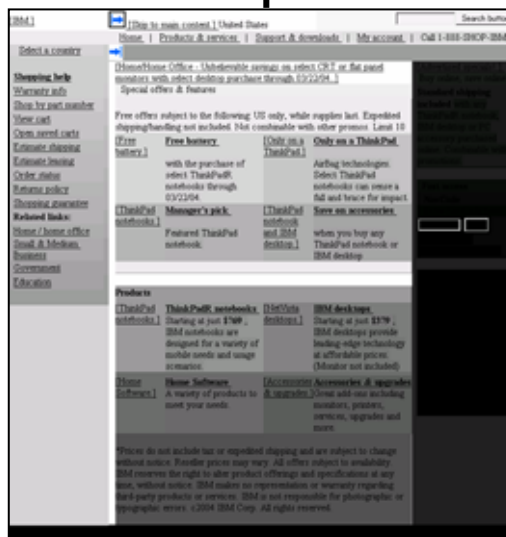 [IBM]
[Skip to main content.] United States
Search button
Home | Products & services | Support & downloads | My account | Call 1-888-SHOP-IBM
Select a country
Shopping help
Warranty info
Shop by part number
View cart
Open saved carts
Estimate shipping
Estimate leasing
Order status
Returns policy
Shopping guarantee
Related links:
Home / home office
Small & Medium
Business
Government
Education
[Home/Home Office - Unbelievable savings on select CRT or flat panel
monitors with select desktop purchase through 03/22/04.]
Special offers & features
Free offers subject to the following: US only, while supplies last. Expedited
shipping/handling not included. Not combinable with other promos. Limit 10
[Free battery.]
Free battery
with the purchase of
select ThinkPadR
notebooks through
03/22/04.
[Only on a ThinkPad.]
Only on a ThinkPad
AirBag technologies:
Select ThinkPad
notebooks can sense a
fall and brace for impact.
[ThinkPad notebooks.]
Manager's pick
Featured ThinkPad
notebook.
[ThinkPad notebook and IBM desktop.]
Save on accessories
when you buy any
ThinkPad notebook or
IBM desktop
Products
[ThinkPad notebooks.]
ThinkPadR notebooks
Starting at just
IBM notebooks are
designed for a variety of
mobile needs and usage
scenarios.
[NetVista desktops.]
IBM desktops
Starting at just
IBM desktops provide
leading-edge technology
at affordable prices.
(Monitor not included)
[Home Software.]
Home Software
A variety of products to
meet your needs.
[Accessories & upgrades.]
Accessories & upgrades
Great add-ons including
monitors, printers,
services, upgrades and
more.
*Prices do not include tax or expedited shipping and are subject to change
without notice. Reseller prices may vary. All offers subject to availability.
IBM reserves the right to alter product offerings and specifications at any
time, without notice. IBM makes no representation or warranty regarding
third-party products or services. IBM is not responsible for photographic or
typographic errors. c2004 IBM Corp. All rights reserved.